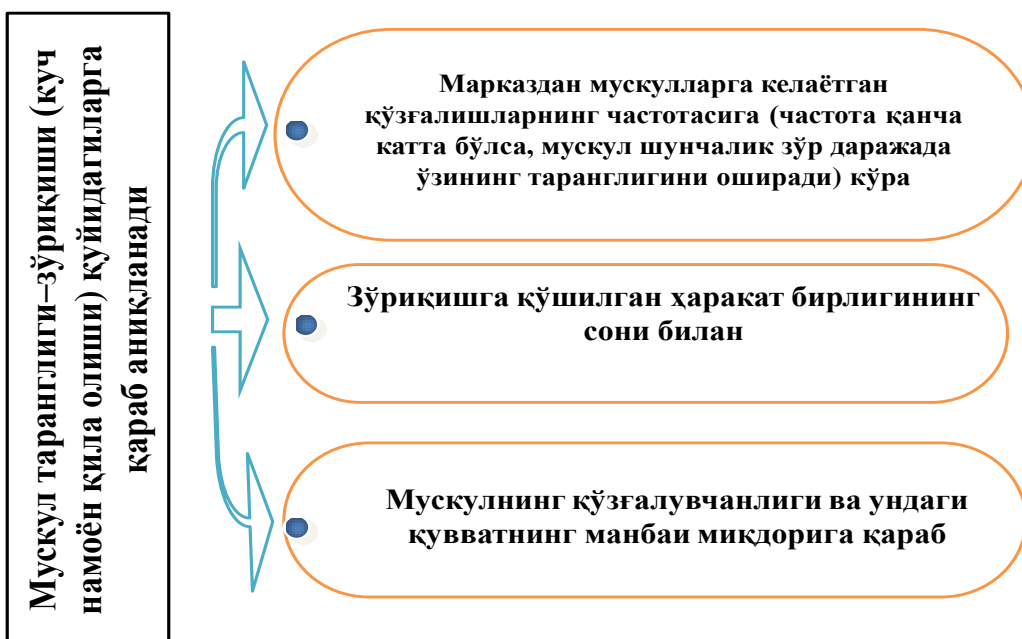 Мускул таранглиги–зўриқиши (куч
намоён қила олиши) қуйидагиларга
қараб аниқланади
Марказдан мускулларга келаётган
қўзғалишларнинг частотасига (частота қанча
катта бўлса, мускул шунчалик зўр даражада
ўзининг таранглигини оширади) кўра
Зўриқишга қўшилган ҳаракат бирлигининг
сони билан
Мускулнинг қўзғалувчанлиги ва ундаги
қувватнинг манбаи миқдорига қараб